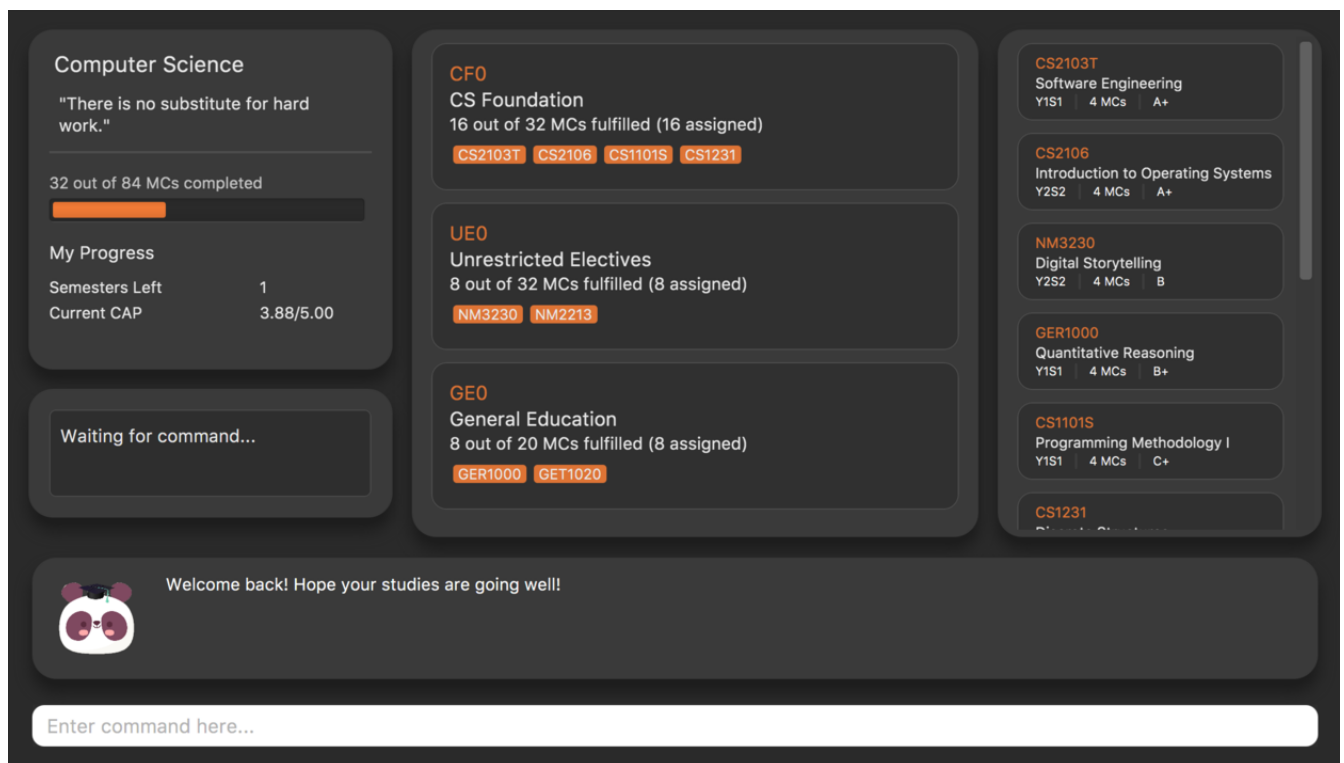 Computer Science
"There is no substitute for hard
work."
32 out of 84 MCs completed
My Progress
Semesters Left 1
Current CAP 3.88/5.00
Waiting for command...
CF0
CS Foundation
16 out of 32 MCs fulfilled (16 assigned)
CS2103T CS2106 CS1101S CS1231
UE0
Unrestricted Electives
8 out of 32 MCs fulfilled (8 assigned)
NM3230 NM2213
GE0
General Education
8 out of 20 MCs fulfilled (8 assigned)
GER1000 GET1020
CS2103T
Software Engineering
Y1S1 4 MCs A+
CS2106
Introduction to Operating Systems
Y2S2 4 MCs A+
NM3230
Digital Storytelling
Y2S2 4 MCs B
GER1000
Quantitative Reasoning
Y1S1 4 MCs B+
CS1101S
Programming Methodology I
Y1S1 4 MCs C+
CS1231
Welcome back! Hope your studies are going well!
Enter command here...